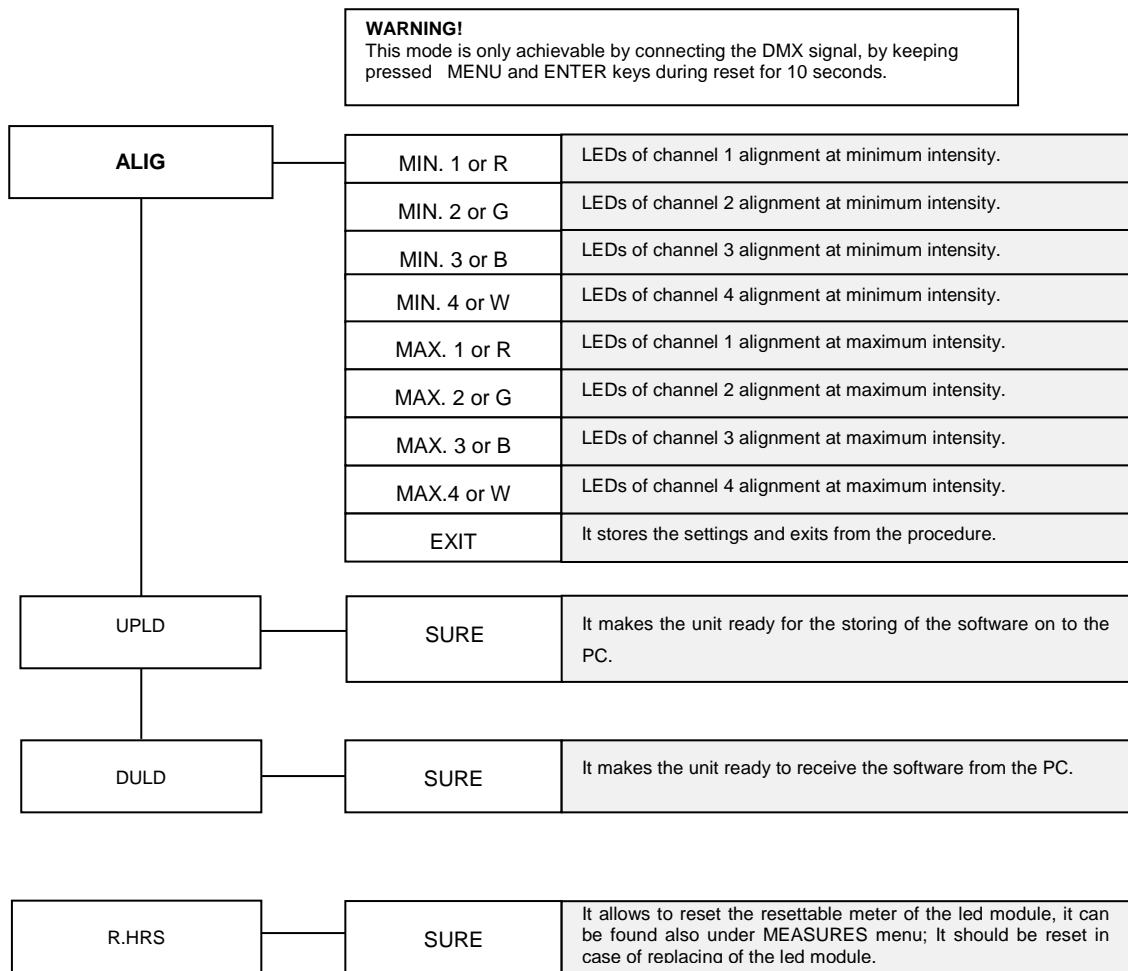 WARNING!
This mode is only achievable by connecting the DMX signal, by keeping
pressed MENU and ENTER keys during reset for 10 seconds.
ALIG
MIN. 1 or R
LEDs of channel 1 alignment at minimum intensity.
MIN. 2 or G
LEDs of channel 2 alignment at minimum intensity.
MIN. 3 or B
LEDs of channel 3 alignment at minimum intensity.
MIN. 4 or W
LEDs of channel 4 alignment at minimum intensity.
MAX. 1 or R
LEDs of channel 1 alignment at maximum intensity.
MAX. 2 or G
LEDs of channel 2 alignment at maximum intensity.
MAX. 3 or B
LEDs of channel 3 alignment at maximum intensity.
MAX.4 or W
LEDs of channel 4 alignment at maximum intensity.
EXIT
It stores the settings and exits from the procedure.
UPLD
SURE
It makes the unit ready for the storing of the software on to the
PC.
DULD
SURE
It makes the unit ready to receive the software from the PC.
R.HRS
SURE
It allows to reset the resettable meter of the led module, it can
be found also under MEASURES menu; It should be reset in
case of replacing of the led module.